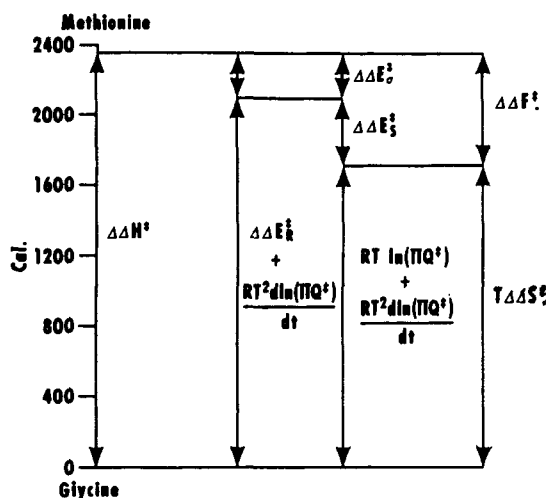 Methionine
2400
2000
1600
1200
800
400
0
Glycine
Cal.
ΔΔH‡
ΔΔE‡R
+
RT²dln(ΠQ‡)
dt
ΔΔE‡σ
ΔΔE‡S
RT ln(ΠQ‡)
+
RT²dln(ΠQ‡)
dt
ΔΔF‡
TΔΔS‡